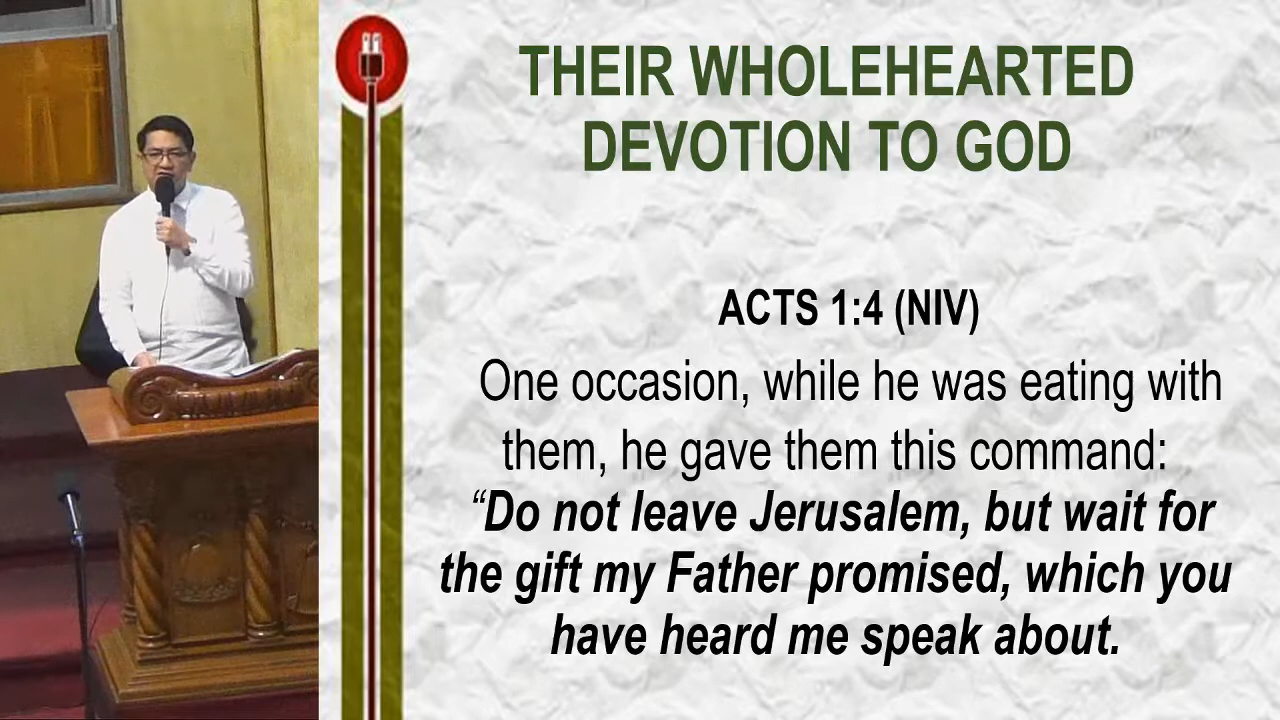 THEIR WHOLEHEARTED
DEVOTION TO GOD
ACTS 1:4 (NIV)
One occasion, while he was eating with
them, he gave them this command:
“Do not leave Jerusalem, but wait for
the gift my Father promised, which you
have heard me speak about.